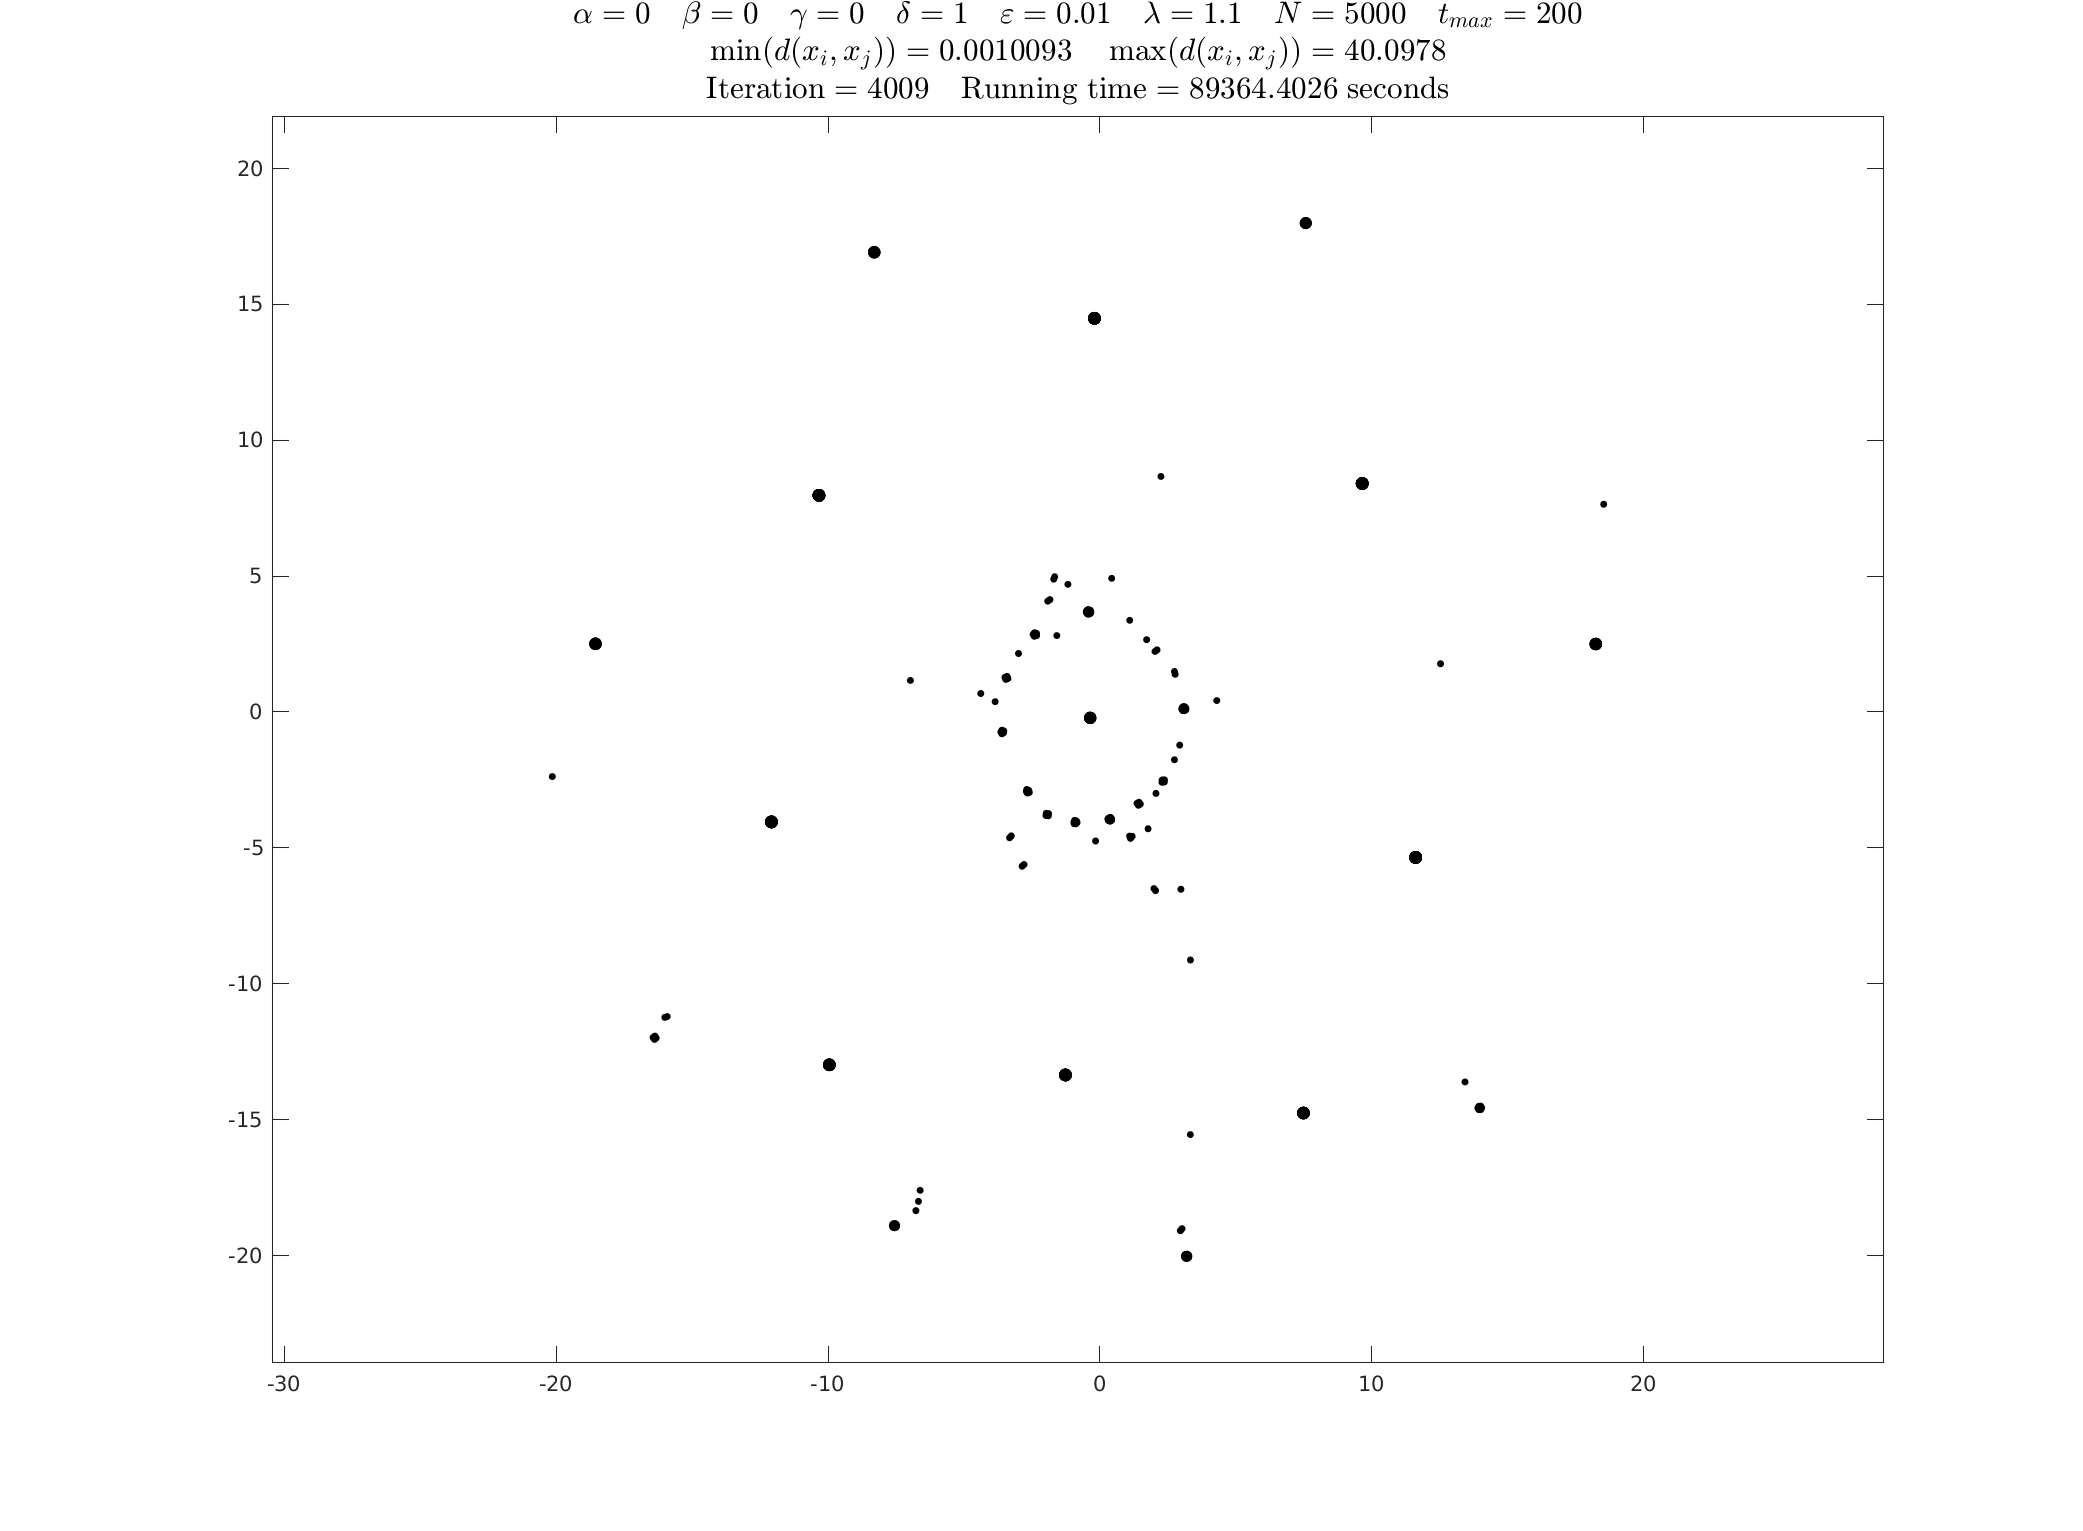 α = 0 β = 0 γ = 0 δ = 1 ε = 0.01 λ = 1.1 N = 5000 t_max = 200
min(d(x_i, x_j)) = 0.0010093 max(d(x_i, x_j)) = 40.0978
Iteration = 4009 Running time = 89364.4026 seconds
20
15
10
5
0
-5
-10
-15
-20
-30 -20 -10 0 10 20